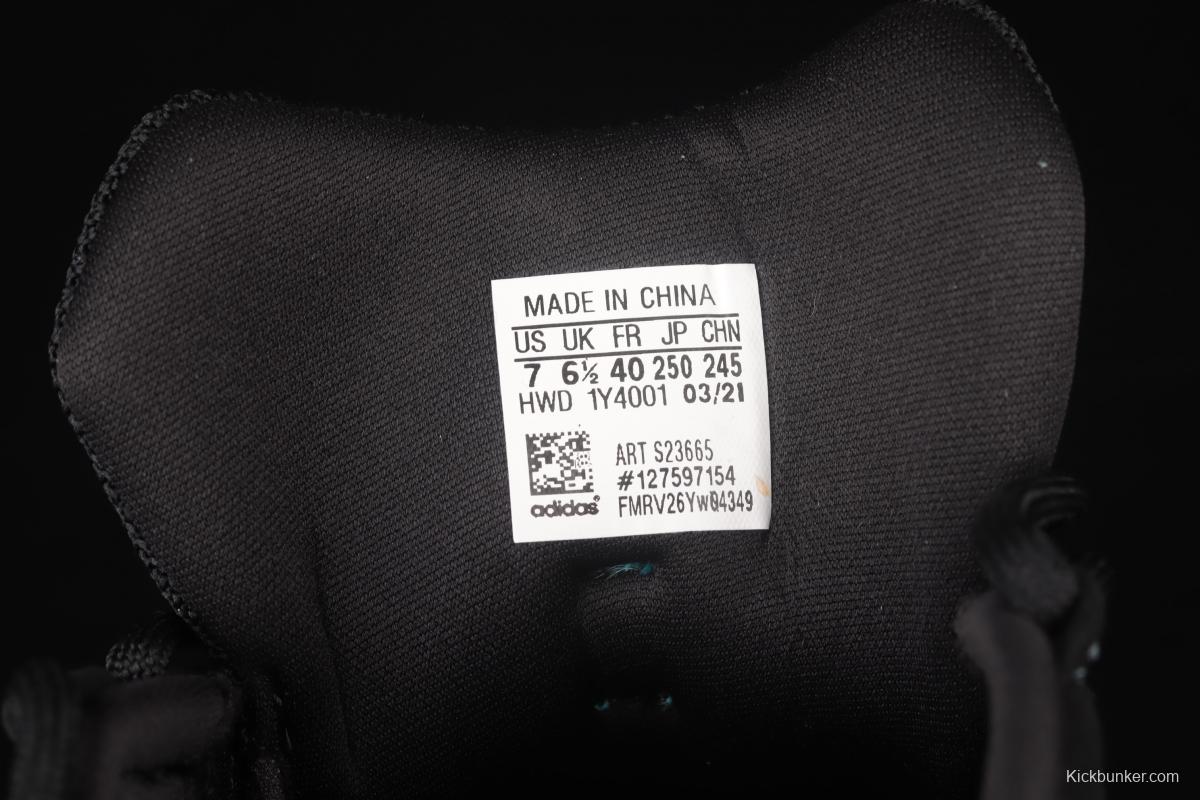 MADE IN CHINA
US UK FR JP CHN
7 6½ 40 250 245
HWD 1Y4001 03/21
ART S23665
#127597154
FMRV26YW04349
adidas®
Kickbunker.com